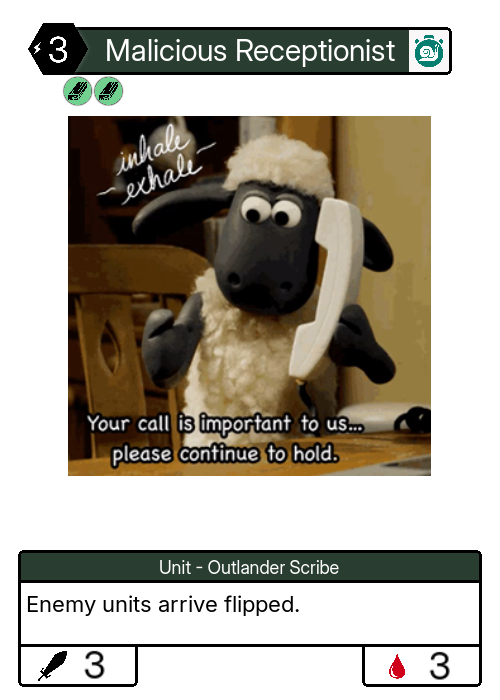 3 Malicious Receptionist
inhale
exhale
Your call is important to us...
please continue to hold.
Unit - Outlander Scribe
Enemy units arrive flipped.
3
3